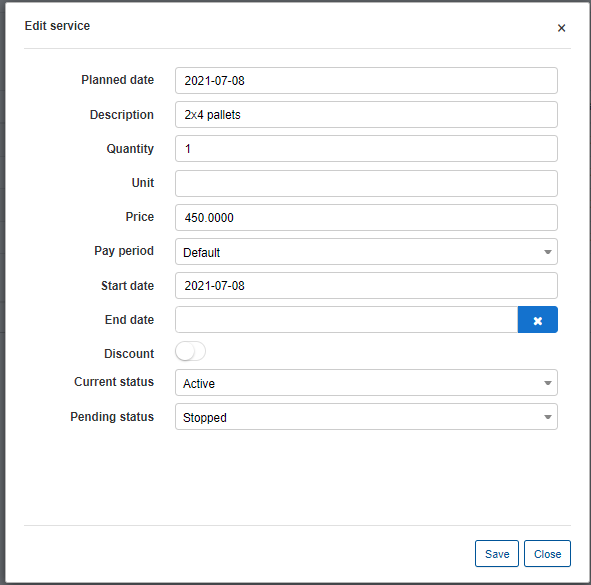 Edit service
×
Planned date 2021-07-08
Description 2x4 pallets
Quantity 1
Unit
Price 450.0000
Pay period Default
Start date 2021-07-08
End date
Discount
Current status Active
Pending status Stopped
Save Close